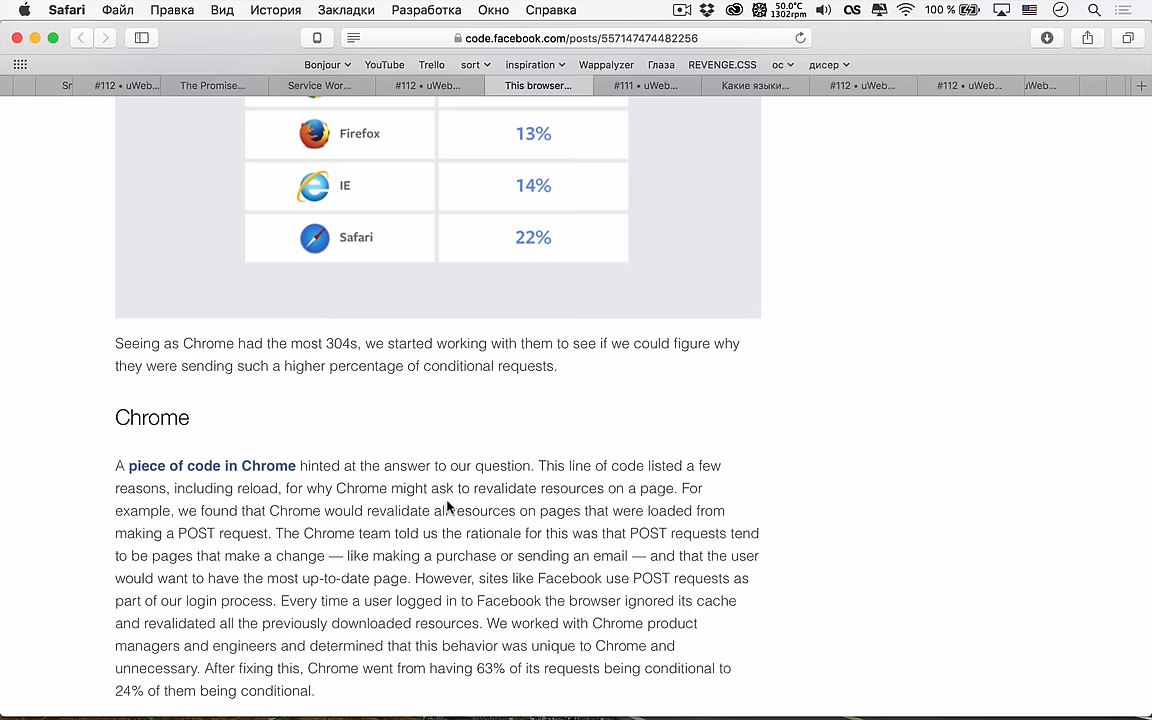 Safari Файл Правка Вид История Закладки Разработка Окно Справка 50.0°C 1302rpm 100 %
code.facebook.com/posts/557147474482256
Bonjour YouTube Trello sort inspiration Wappalyzer Глаза REVENGE.CSS ос дисер
Sr #112 • uWeb... The Promise... Service Wor... #112 • uWeb... This browser... #111 • uWeb... Какие языки... #112 • uWeb... #112 • uWeb... uWeb...
Firefox 13%
IE 14%
Safari 22%
Seeing as Chrome had the most 304s, we started working with them to see if we could figure why
they were sending such a higher percentage of conditional requests.
Chrome
A piece of code in Chrome hinted at the answer to our question. This line of code listed a few
reasons, including reload, for why Chrome might ask to revalidate resources on a page. For
example, we found that Chrome would revalidate all resources on pages that were loaded from
making a POST request. The Chrome team told us the rationale for this was that POST requests tend
to be pages that make a change — like making a purchase or sending an email — and that the user
would want to have the most up-to-date page. However, sites like Facebook use POST requests as
part of our login process. Every time a user logged in to Facebook the browser ignored its cache
and revalidated all the previously downloaded resources. We worked with Chrome product
managers and engineers and determined that this behavior was unique to Chrome and
unnecessary. After fixing this, Chrome went from having 63% of its requests being conditional to
24% of them being conditional.